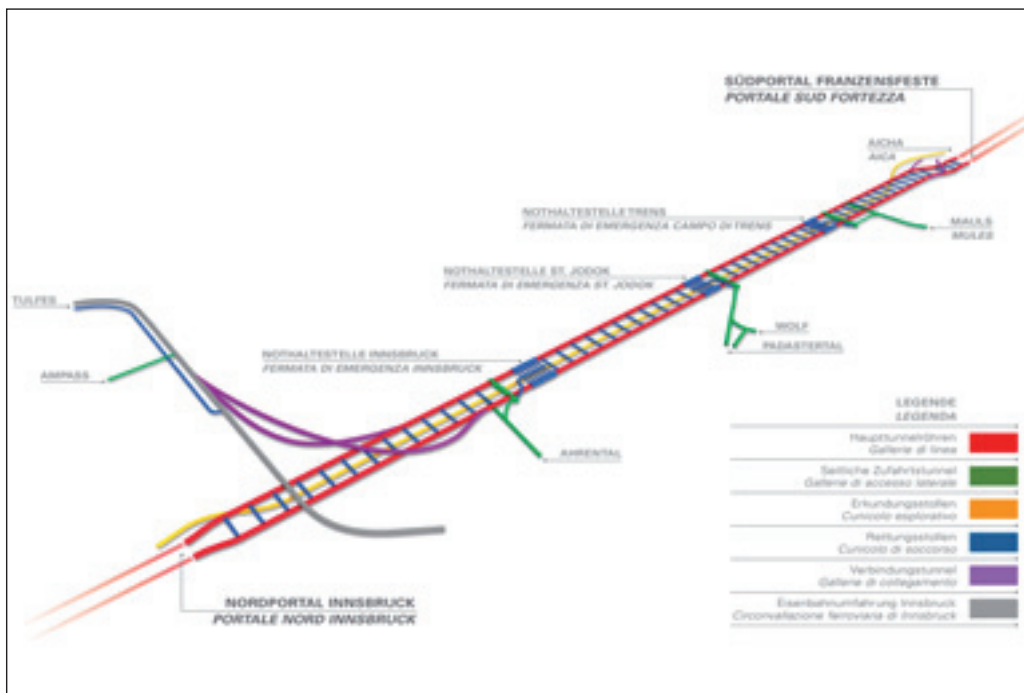 SÜDPORTAL FRANZENSFESTE
PORTALE SUD FORTEZZA
AICHA
AICA
NOTHALTESTELLE TRENS
FERMATA DI EMERGENZA CAMPO DI TRENS
MAULS
MULES
NOTHALTESTELLE ST. JODOK
FERMATA DI EMERGENZA ST. JODOK
TULFES
WOLF
PADASTERTAL
NOTHALTESTELLE INNSBRUCK
FERMATA DI EMERGENZA INNSBRUCK
AMPASS
AHRENTAL
LEGENDE
LEGENDA
Haupttunnelröhren
Gallerie di linea
Seitliche Zufahrtstunnel
Gallerie di accesso laterale
Erkundungsstollen
Cunicolo esplorativo
Rettungsstollen
Cunicolo di soccorso
Verbindungstunnel
Gallerie di collegamento
Eisenbahnumfahrung Innsbruck
Circonvallazione ferroviaria di Innsbruck
NORDPORTAL INNSBRUCK
PORTALE NORD INNSBRUCK